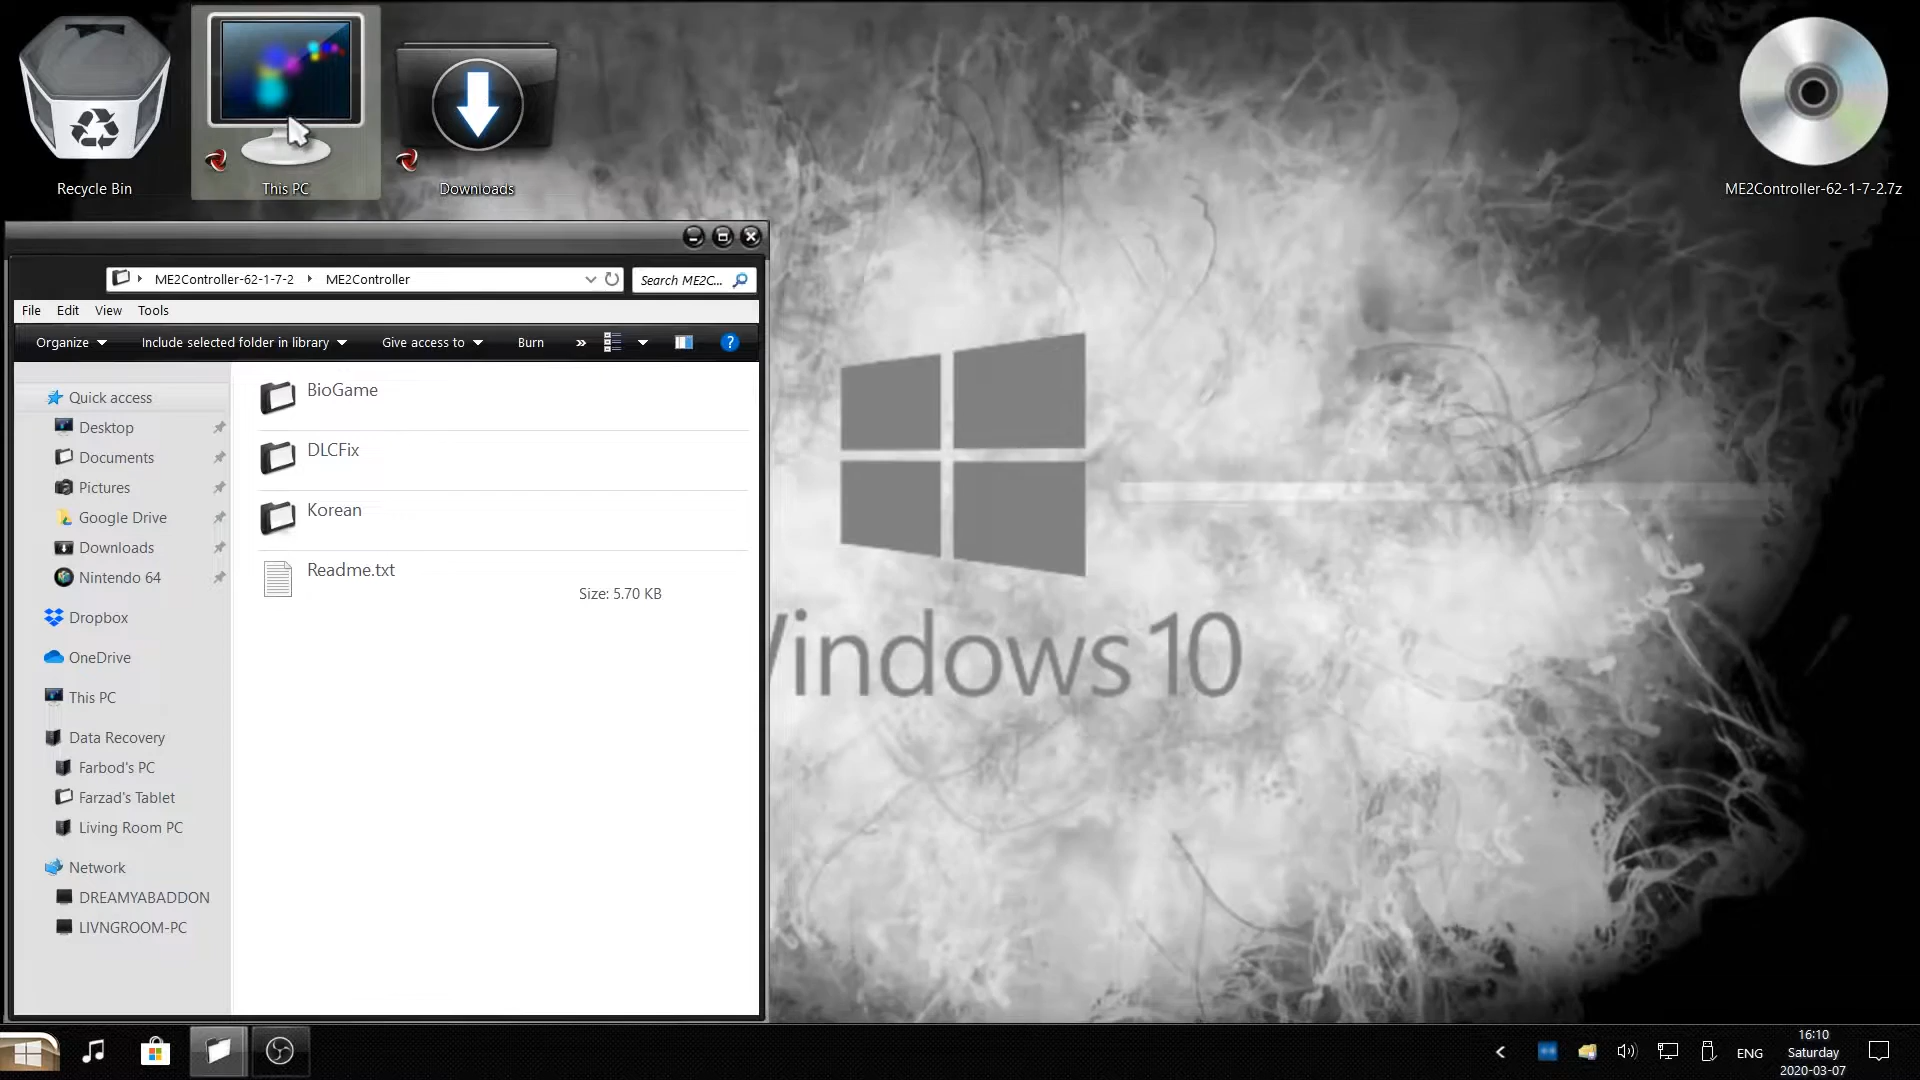 Recycle Bin
This PC
Downloads
ME2Controller-62-1-7-2.7z
ME2Controller-62-1-7-2
ME2Controller
Search ME2C...
File
Edit
View
Tools
Organize
Include selected folder in library
Give access to
Burn
»
?
Quick access
Desktop
Documents
Pictures
Google Drive
Downloads
Nintendo 64
Dropbox
OneDrive
This PC
Data Recovery
Farbod's PC
Farzad's Tablet
Living Room PC
Network
DREAMYABADDON
LIVNGROOM-PC
BioGame
DLCFix
Korean
Readme.txt
Size: 5.70 KB
Windows 10
ENG
16:10
Saturday
2020-03-07